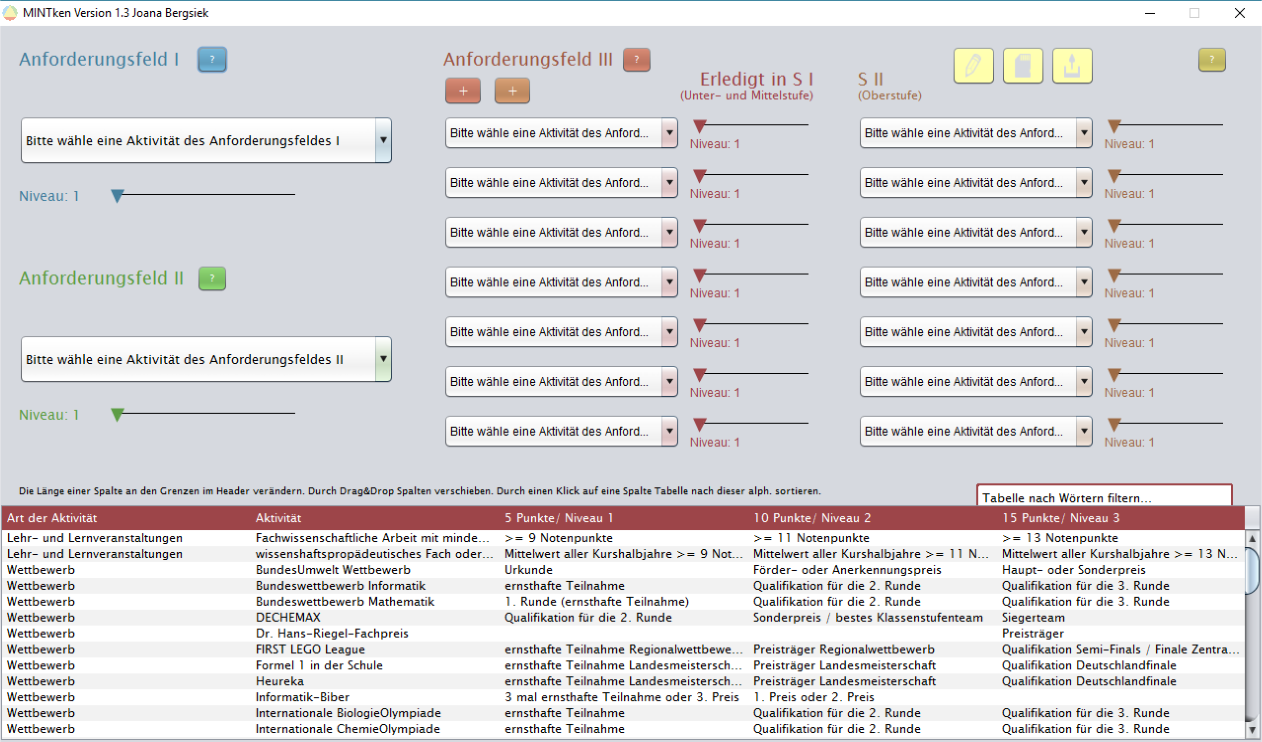 MINTken Version 1.3 Joana Bergsiek
Anforderungsfeld I ?
Bitte wähle eine Aktivität des Anforderungsfeldes I
Niveau: 1
Anforderungsfeld II ?
Bitte wähle eine Aktivität des Anforderungsfeldes II
Niveau: 1
Anforderungsfeld III ?
+ +
Erledigt in S I
(Unter- und Mittelstufe)
S II
(Oberstufe)
?
Bitte wähle eine Aktivität des Anford... Niveau: 1 Bitte wähle eine Aktivität des Anford... Niveau: 1
Bitte wähle eine Aktivität des Anford... Niveau: 1 Bitte wähle eine Aktivität des Anford... Niveau: 1
Bitte wähle eine Aktivität des Anford... Niveau: 1 Bitte wähle eine Aktivität des Anford... Niveau: 1
Bitte wähle eine Aktivität des Anford... Niveau: 1 Bitte wähle eine Aktivität des Anford... Niveau: 1
Bitte wähle eine Aktivität des Anford... Niveau: 1 Bitte wähle eine Aktivität des Anford... Niveau: 1
Bitte wähle eine Aktivität des Anford... Niveau: 1 Bitte wähle eine Aktivität des Anford... Niveau: 1
Bitte wähle eine Aktivität des Anford... Niveau: 1 Bitte wähle eine Aktivität des Anford... Niveau: 1
Die Länge einer Spalte an den Grenzen im Header verändern. Durch Drag&Drop Spalten verschieben. Durch einen Klick auf eine Spalte Tabelle nach dieser alph. sortieren.
Tabelle nach Wörtern filtern...
Art der Aktivität Aktivität 5 Punkte/ Niveau 1 10 Punkte/ Niveau 2 15 Punkte/ Niveau 3
Lehr- und Lernveranstaltungen Fachwissenschaftliche Arbeit mit minde... >= 9 Notenpunkte >= 11 Notenpunkte >= 13 Notenpunkte
Lehr- und Lernveranstaltungen wissenshaftspropädeutisches Fach oder... Mittelwert aller Kurshalbjahre >= 9 Not... Mittelwert aller Kurshalbjahre >= 11 N... Mittelwert aller Kurshalbjahre >= 13 N...
Wettbewerb BundesUmwelt Wettbewerb Urkunde Förder- oder Anerkennungspreis Haupt- oder Sonderpreis
Wettbewerb Bundeswettbewerb Informatik ernsthafte Teilnahme Qualifikation für die 2. Runde Qualifikation für die 3. Runde
Wettbewerb Bundeswettbewerb Mathematik 1. Runde (ernsthafte Teilnahme) Qualifikation für die 2. Runde Qualifikation für die 3. Runde
Wettbewerb DECHEMAX Qualifikation für die 2. Runde Sonderpreis / bestes Klassenstufenteam Siegerteam
Wettbewerb Dr. Hans-Riegel-Fachpreis Preisträger
Wettbewerb FIRST LEGO League ernsthafte Teilnahme Regionalwettbewe... Preisträger Regionalwettbewerb Qualifikation Semi-Finals / Finale Zentra...
Wettbewerb Formel 1 in der Schule ernsthafte Teilnahme Landesmeistersch... Preisträger Landesmeisterschaft Qualifikation Deutschlandfinale
Wettbewerb Heureka ernsthafte Teilnahme Landesmeistersch... Preisträger Landesmeisterschaft Qualifikation Deutschlandfinale
Wettbewerb Informatik-Biber 3 mal ernsthafte Teilnahme oder 3. Preis 1. Preis oder 2. Preis
Wettbewerb Internationale BiologieOlympiade ernsthafte Teilnahme Qualifikation für die 2. Runde Qualifikation für die 3. Runde
Wettbewerb Internationale ChemieOlympiade ernsthafte Teilnahme Qualifikation für die 2. Runde Qualifikation für die 3. Runde